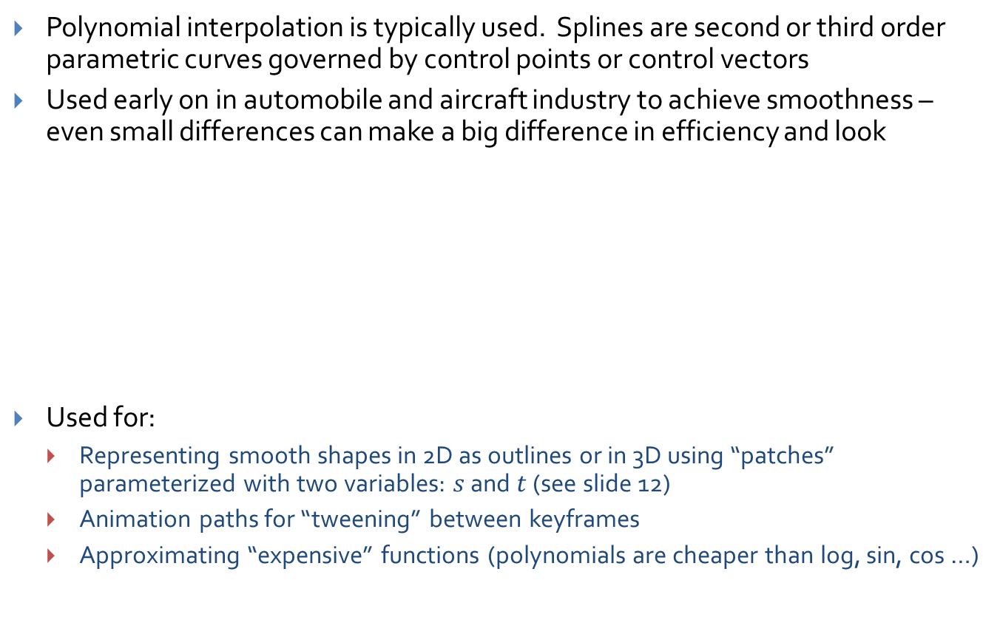 Polynomial interpolation is typically used.  Splines are second or third order
parametric curves governed by control points or control vectors
Used early on in automobile and aircraft industry to achieve smoothness –
even small differences can make a big difference in efficiency and look
Used for:
Representing smooth shapes in 2D as outlines or in 3D using “patches”
parameterized with two variables: s and t (see slide 12)
Animation paths for “tweening” between keyframes
Approximating “expensive” functions (polynomials are cheaper than log, sin, cos …)